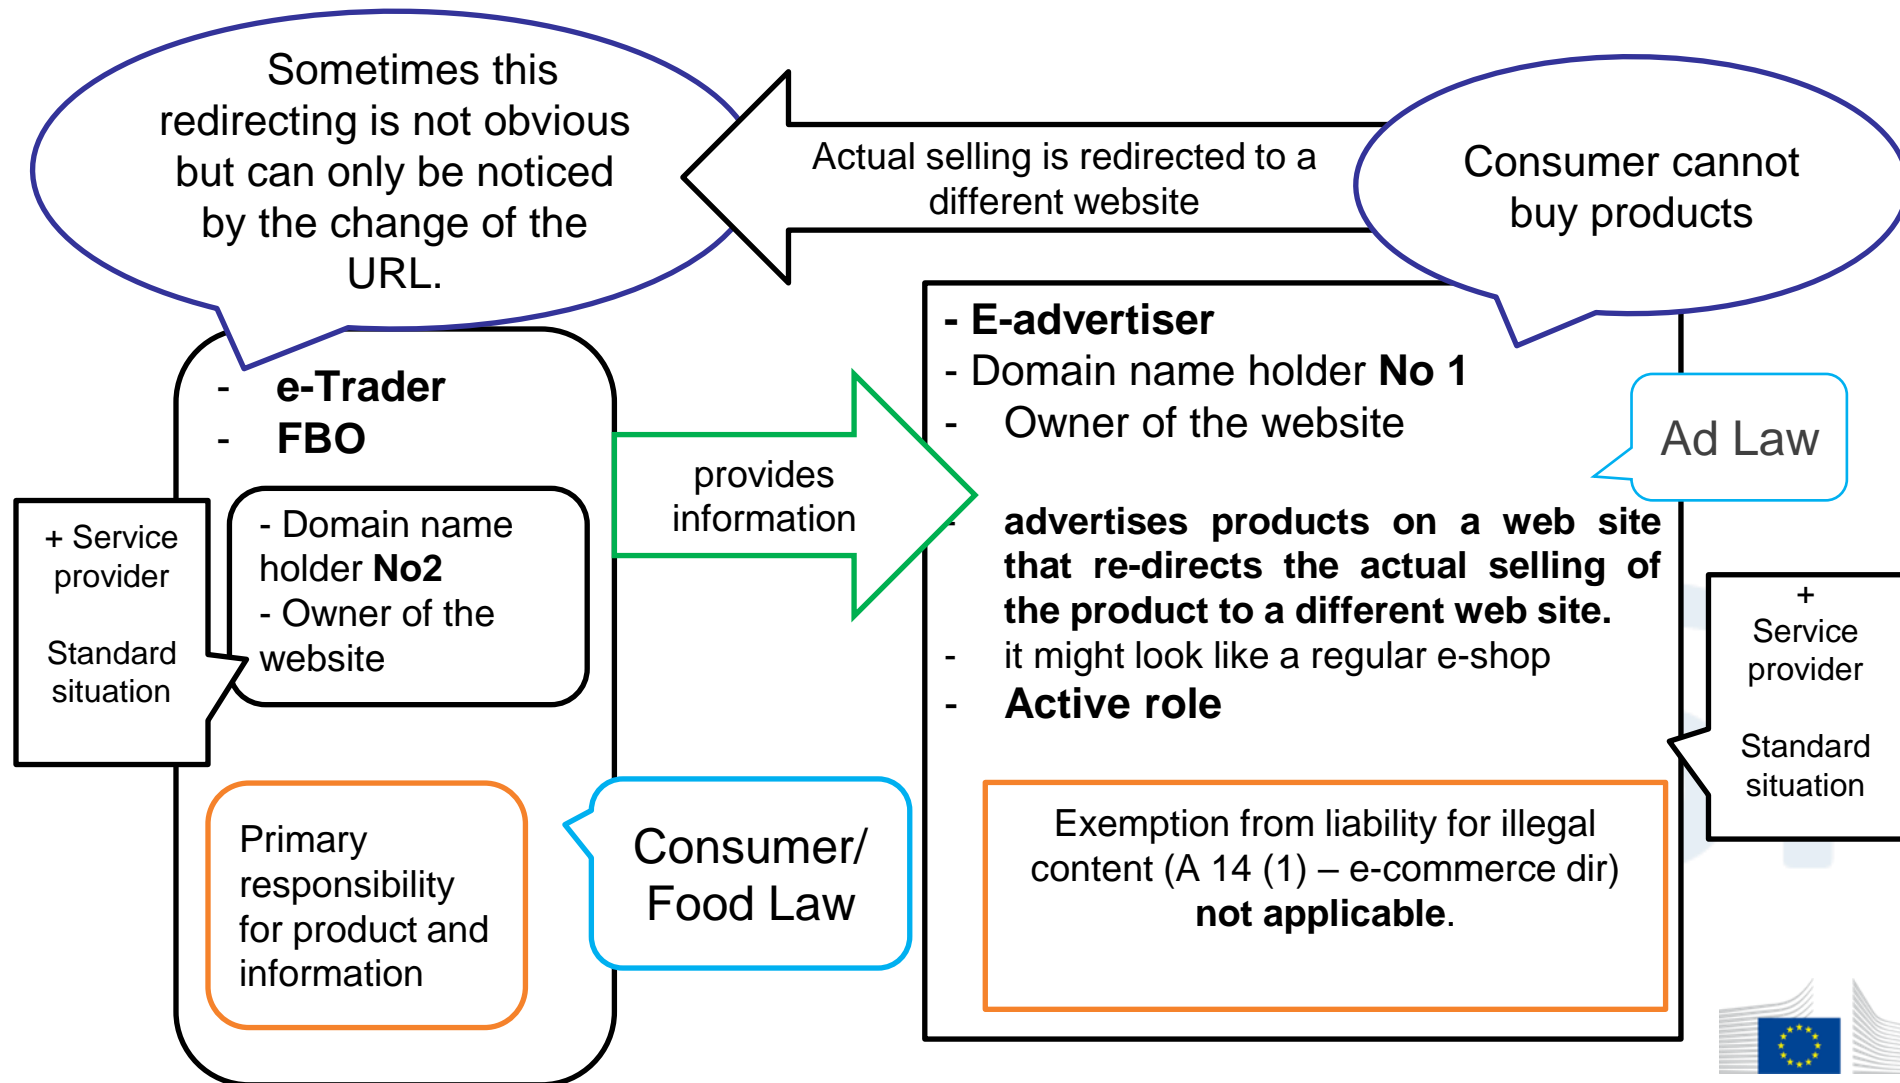 Sometimes this
redirecting is not obvious
but can only be noticed
by the change of the
URL.
Actual selling is redirected to a
different website
Consumer cannot
buy products
- e-Trader
- FBO
+ Service
provider
Standard
situation
- Domain name
holder No2
- Owner of the
website
Primary
responsibility
for product and
information
provides
information
Consumer/
Food Law
- E-advertiser
- Domain name holder No 1
- Owner of the website
- advertises products on a web site
that re-directs the actual selling of
the product to a different web site.
- it might look like a regular e-shop
- Active role
Ad Law
Exemption from liability for illegal
content (A 14 (1) – e-commerce dir)
not applicable.
+
Service
provider
Standard
situation